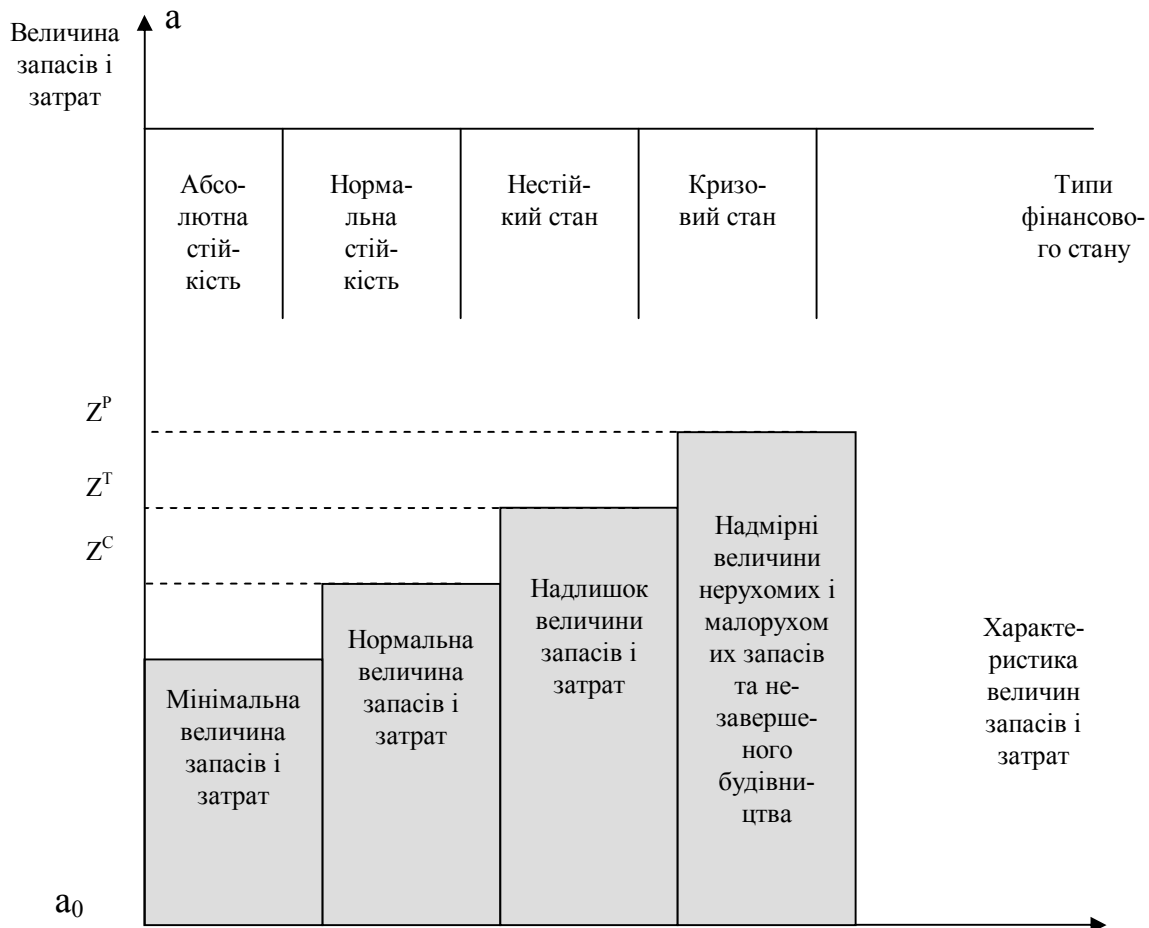 a
Величина
запасів і
затрат
Абсо-
лютна
стій-
кість
Норма-
льна
стій-
кість
Нестій-
кий стан
Кризо-
вий стан
Типи
фінансово-
го стану
Z^P
Z^T
Z^C
Мінімальна
величина
запасів і
затрат
Нормальна
величина
запасів і
затрат
Надлишок
величини
запасів і
затрат
Надмірні
величини
нерухомих і
малорухом
их запасів
та не-
заверше-
ного
будівни-
цтва
Характе-
ристика
величин
запасів і
затрат
a₀